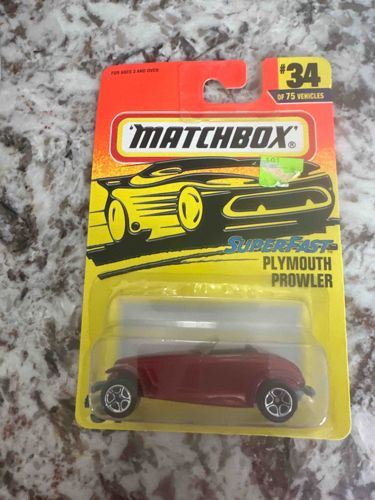 FOR AGES 3 AND OVER
#34
OF 75 VEHICLES
MATCHBOX®
SUPERFAST
PLYMOUTH
PROWLER